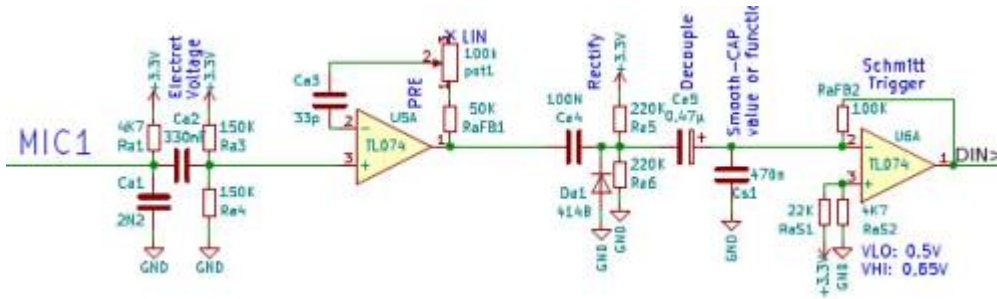 MIC1
+3.3V
Electret
Voltage
+3.3V
4K7
Ra1
Ca2
330nF
150K
Ra3
Ca1
2N2
150K
Ra4
GND
GND
Ca3
33p
2
3
1
U5A
TL074
PRE
2
LIN
100k
pot1
50K
RaFB1
100N
Ca4
Rectify
+3.3V
220K
Ra5
220K
Ra6
Da1
4148
GND
GND
Decouple
Ca5
0.47µ
+
Smooth-CAP
value or functi
470n
Cs1
GND
Schmitt
Trigger
RaFB2
100K
U6A
TL074
2
3
1
DIN>
22K
RaS1
4K7
RaS2
+3.3V
GND
VLO: 0.5V
VHI: 0,65V